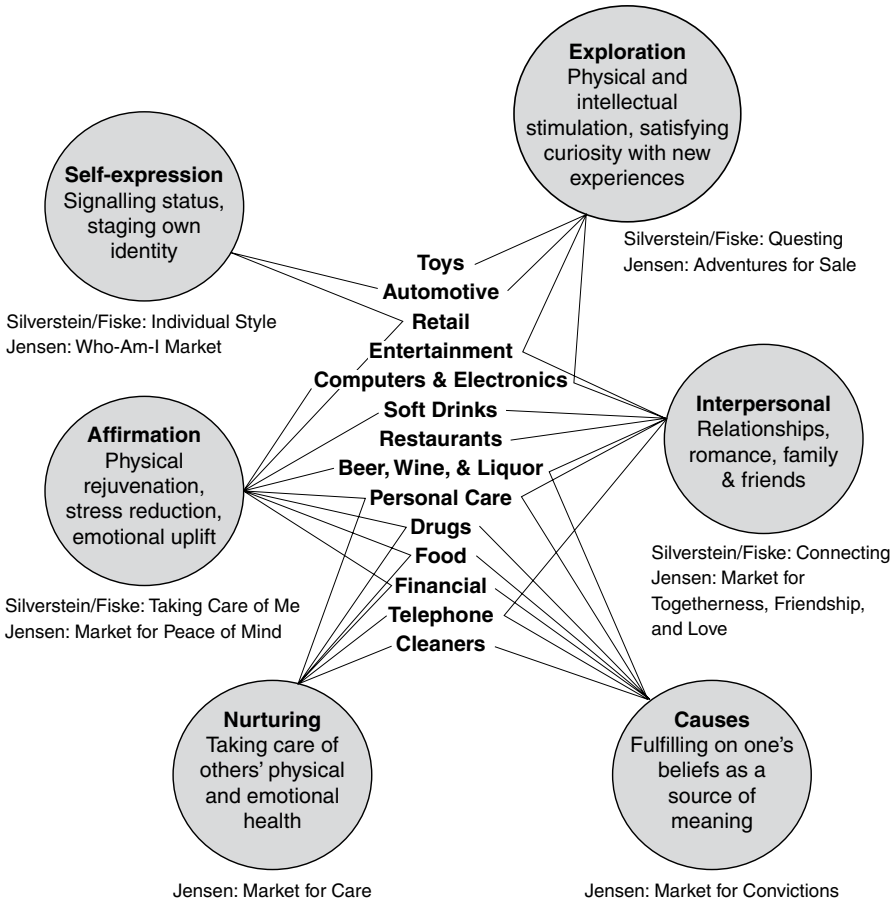 Exploration
Physical and
intellectual
stimulation, satisfying
curiosity with new
experiences
Silverstein/Fiske: Questing
Jensen: Adventures for Sale
Self-expression
Signalling status,
staging own
identity
Silverstein/Fiske: Individual Style
Jensen: Who-Am-I Market
Toys
Automotive
Retail
Entertainment
Computers & Electronics
Soft Drinks
Restaurants
Beer, Wine, & Liquor
Personal Care
Drugs
Food
Financial
Telephone
Cleaners
Interpersonal
Relationships,
romance, family
& friends
Silverstein/Fiske: Connecting
Jensen: Market for
Togetherness, Friendship,
and Love
Affirmation
Physical
rejuvenation,
stress reduction,
emotional uplift
Silverstein/Fiske: Taking Care of Me
Jensen: Market for Peace of Mind
Nurturing
Taking care of
others' physical
and emotional
health
Jensen: Market for Care
Causes
Fulfilling on one's
beliefs as a
source of
meaning
Jensen: Market for Convictions